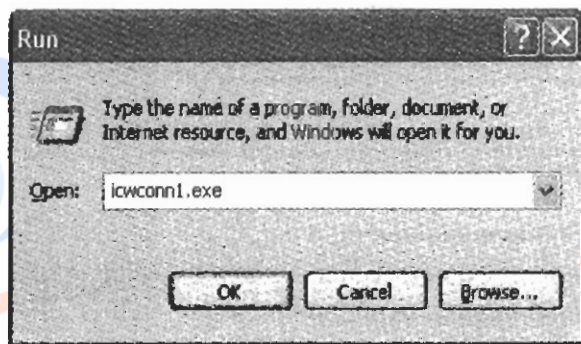 Run
Type the name of a program, folder, document, or
Internet resource, and Windows will open it for you.
Open:
icwconn1.exe
OK
Cancel
Browse...